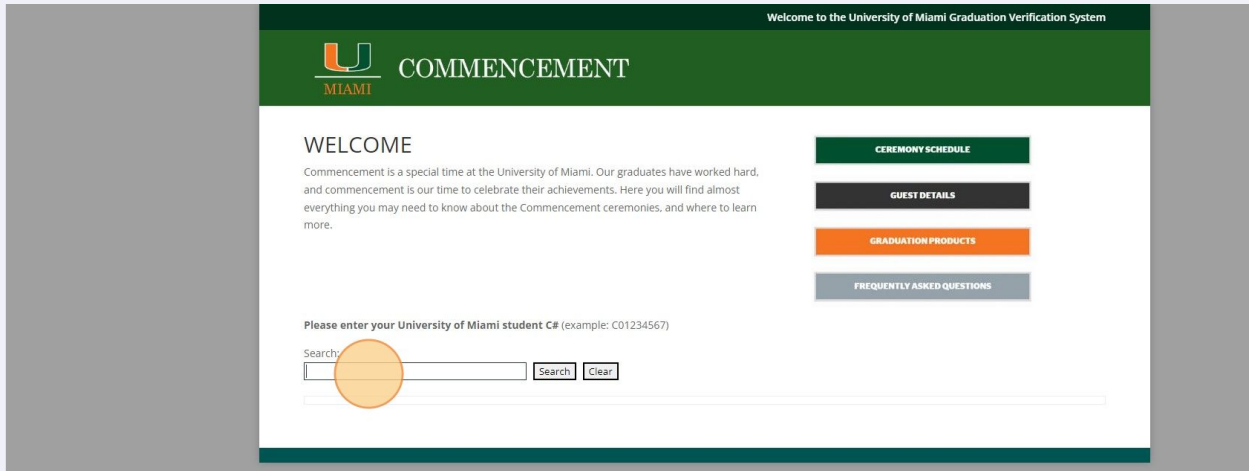 Welcome to the University of Miami Graduation Verification System
U
MIAMI
COMMENCEMENT
WELCOME
Commencement is a special time at the University of Miami. Our graduates have worked hard,
and commencement is our time to celebrate their achievements. Here you will find almost
everything you may need to know about the Commencement ceremonies, and where to learn
more.
CEREMONY SCHEDULE
GUEST DETAILS
GRADUATION PRODUCTS
FREQUENTLY ASKED QUESTIONS
Please enter your University of Miami student C# (example: C01234567)
Search:
Search Clear